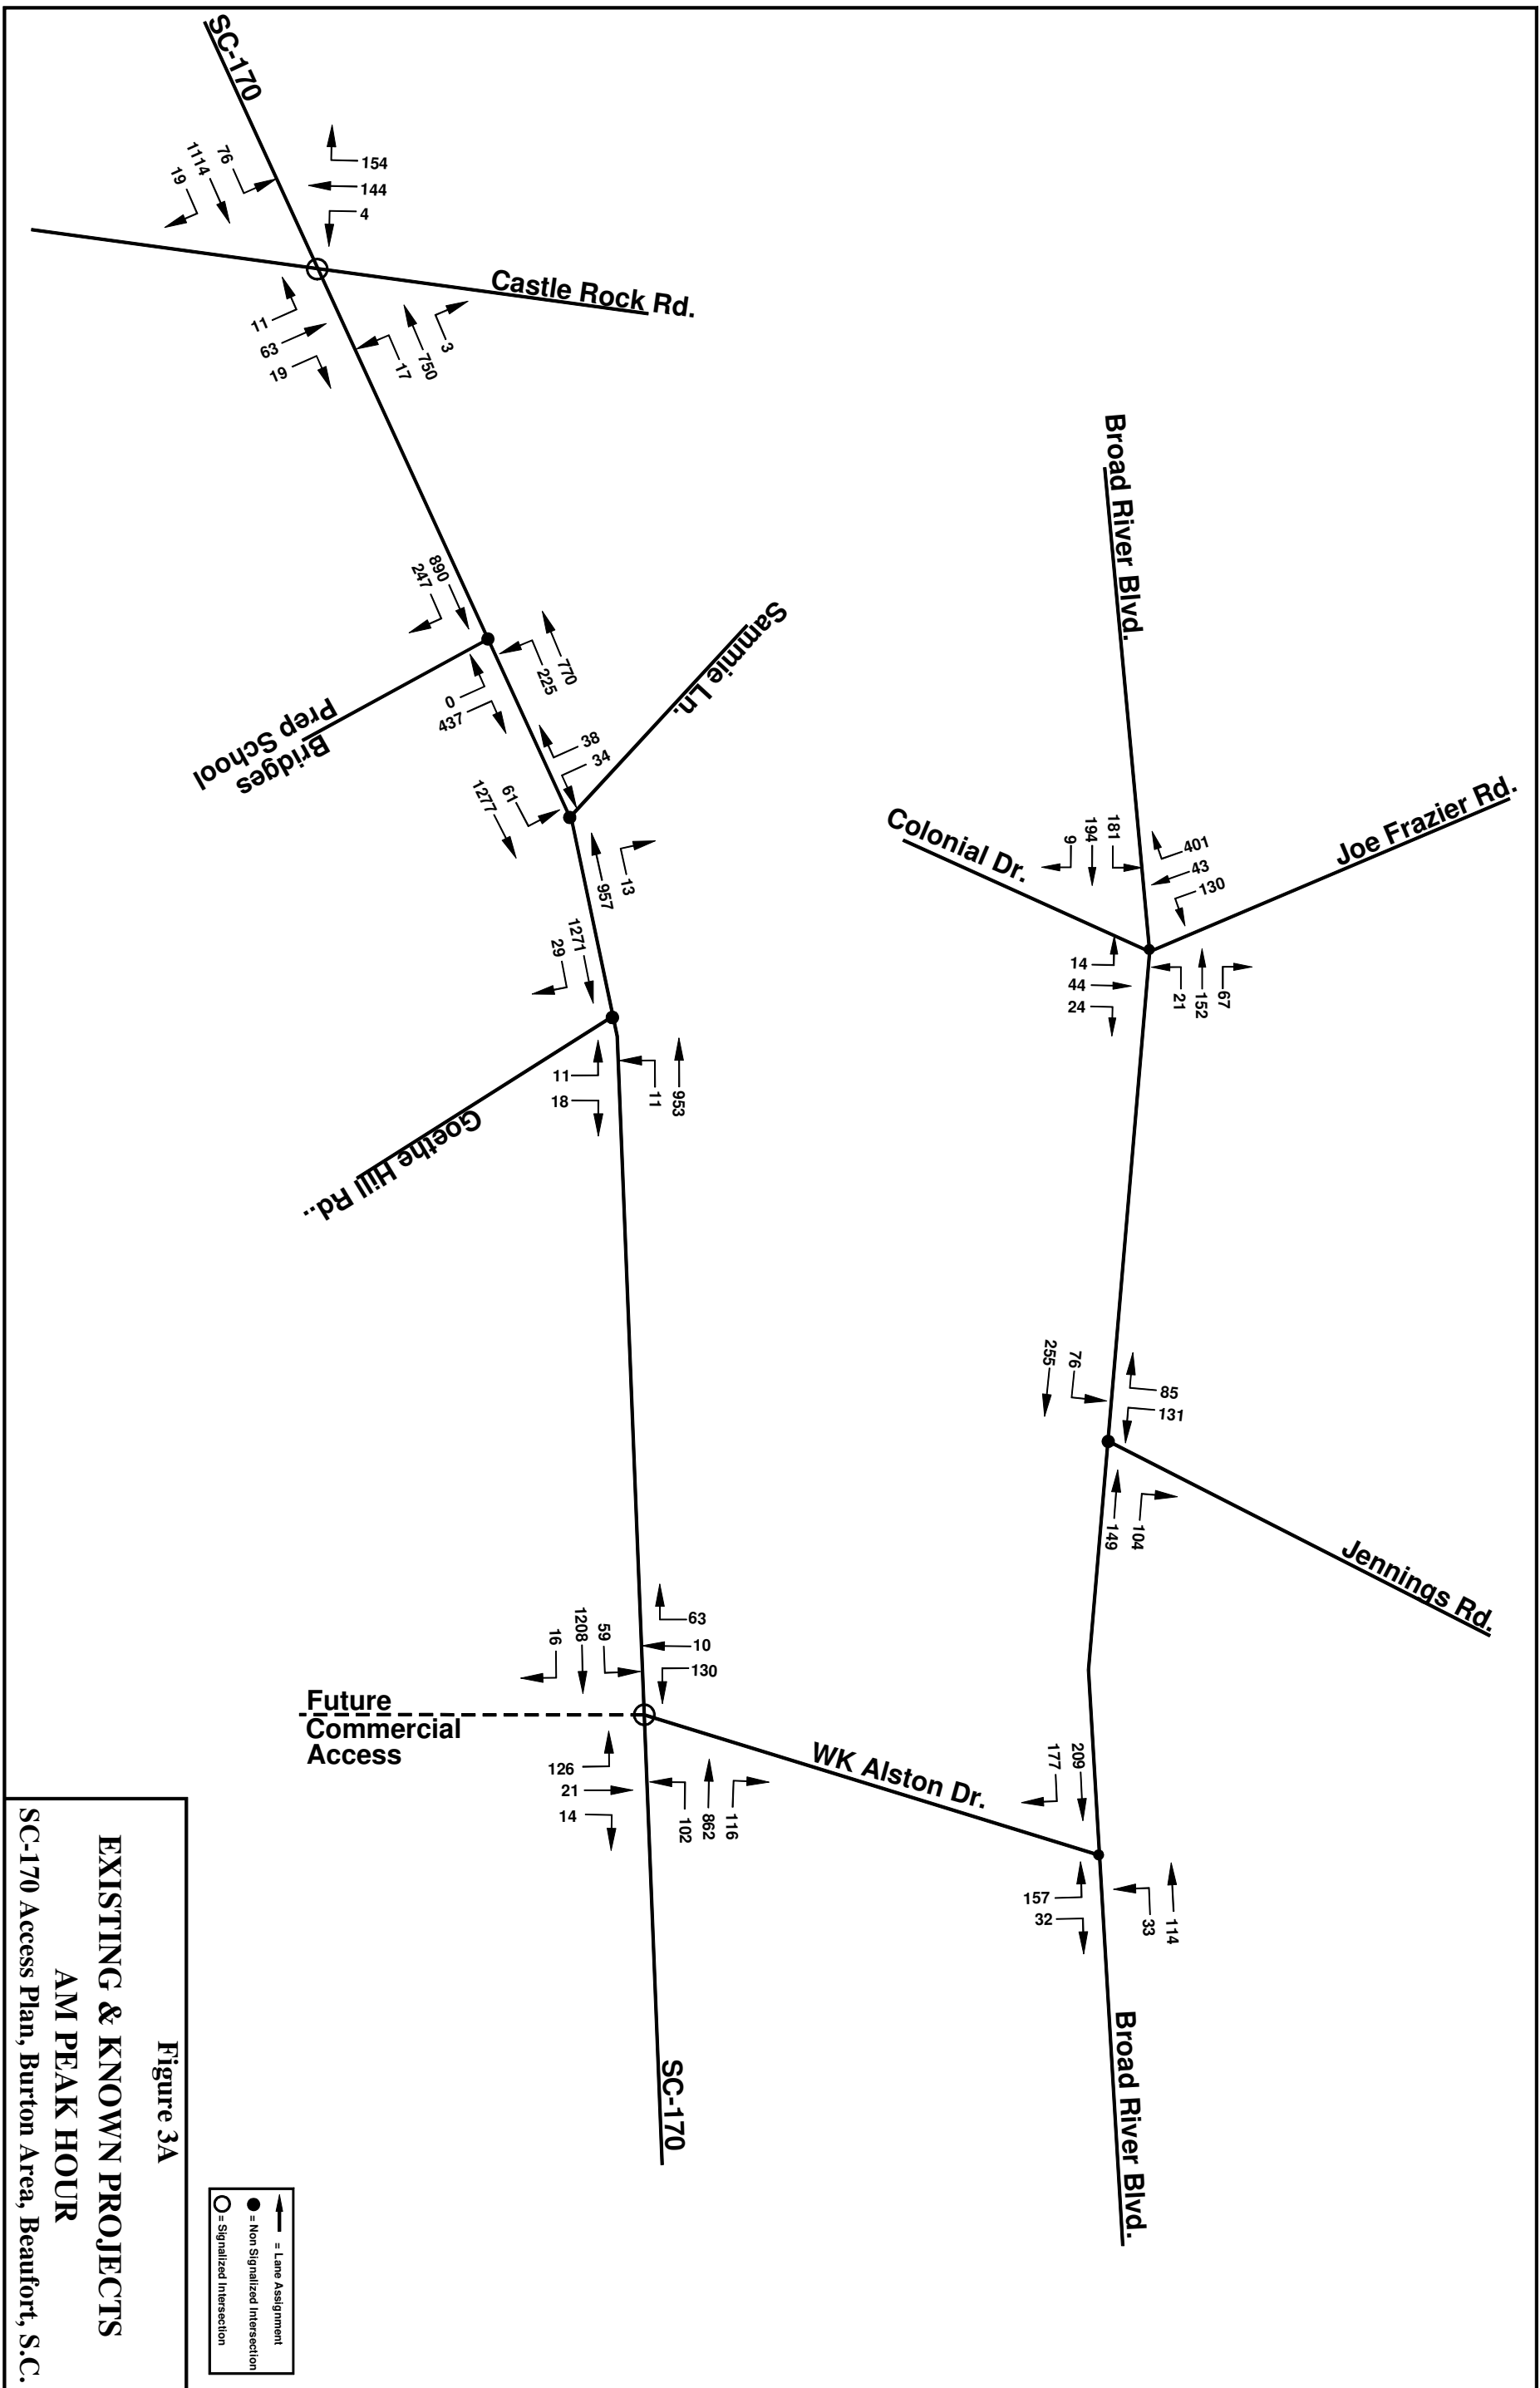 SC-170
154
144
4
76
1114
19
Castle Rock Rd.
11
63
19
3
750
17
Broad River Blvd.
890
247
770
225
0
437
Bridges
Prep School
Sammie Ln.
38
34
61
1277
13
957
1271
29
11
18
953
11
Goethe Hill Rd..
Colonial Dr.
Joe Frazier Rd.
181
194
9
401
43
130
14
44
24
67
152
21
76
255
85
131
104
149
Jennings Rd.
63
10
130
59
1208
16
Future
Commercial
Access
126
21
14
116
862
102
WK Alston Dr.
209
177
157
32
114
33
Broad River Blvd.
SC-170
= Lane Assignment
= Non Signalized Intersection
= Signalized Intersection
Figure 3A
EXISTING & KNOWN PROJECTS
AM PEAK HOUR
SC-170 Access Plan, Burton Area, Beaufort, S.C.